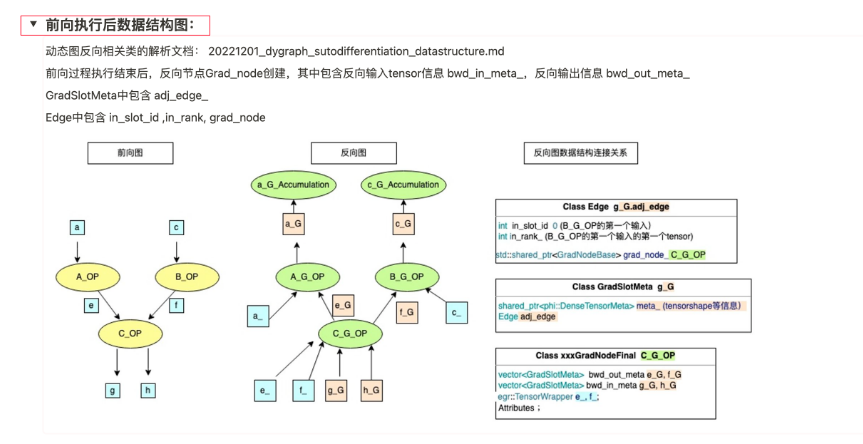 ▼ 前向执行后数据结构图：
动态图反向相关类的解析文档： 20221201_dygraph_sutodifferentiation_datastructure.md
前向过程执行结束后，反向节点Grad_node创建，其中包含反向输入tensor信息 bwd_in_meta_，反向输出信息 bwd_out_meta_
GradSlotMeta中包含 adj_edge_
Edge中包含 in_slot_id ,in_rank, grad_node
前向图
a
c
A_OP
B_OP
e
f
C_OP
g
h
反向图
a_G_Accumulation
c_G_Accumulation
a_G
c_G
A_G_OP
B_G_OP
a_
e_G
f_G
c_
C_G_OP
e_
f_
g_G
h_G
反向图数据结构连接关系
Class Edge g_G.adj_edge
int in_slot_id 0 (B_G_OP的第一个输入)
int in_rank_ (B_G_OP的第一个输入的第一个tensor)
std::shared_ptr<GradNodeBase> grad_node_ C_G_OP
Class GradSlotMeta g_G
shared_ptr<phi::DenseTensorMeta> meta_ (tensorshape等信息）
Edge adj_edge
Class xxxGradNodeFinal C_G_OP
vector<GradSlotMeta> bwd_out_meta e_G, f_G
vector<GradSlotMeta> bwd_in_meta g_G, h_G
egr::TensorWrapper e_, f_;
Attributes；